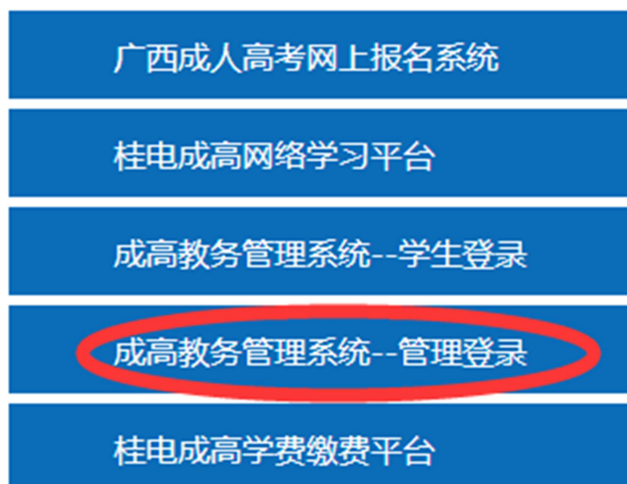 广西成人高考网上报名系统
桂电成高网络学习平台
成高教务管理系统--学生登录
成高教务管理系统--管理登录
桂电成高学费缴费平台